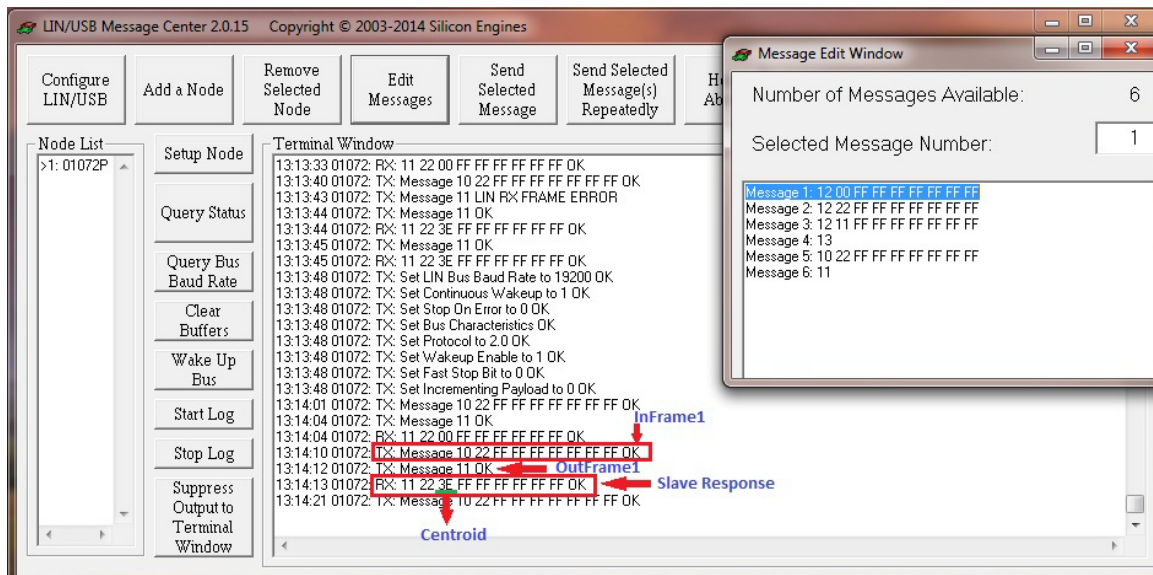 LIN/USB Message Center 2.0.15 Copyright © 2003-2014 Silicon Engines
Configure LIN/USB
Add a Node
Remove Selected Node
Edit Messages
Send Selected Message
Send Selected Message(s) Repeatedly
Node List
>1: 01072P
Setup Node
Query Status
Query Bus Baud Rate
Clear Buffers
Wake Up Bus
Start Log
Stop Log
Suppress Output to Terminal Window
Terminal Window
13:13:33 01072: RX: 11 22 00 FF FF FF FF FF FF OK
13:13:40 01072: TX: Message 10 22 FF FF FF FF FF FF FF OK
13:13:43 01072: TX: Message 11 LIN RX FRAME ERROR
13:13:44 01072: TX: Message 11 OK
13:13:44 01072: RX: 11 22 3E FF FF FF FF FF FF OK
13:13:45 01072: TX: Message 11 OK
13:13:45 01072: RX: 11 22 3E FF FF FF FF FF FF OK
13:13:48 01072: TX: Set LIN Bus Baud Rate to 19200 OK
13:13:48 01072: TX: Set Continuous Wakeup to 1 OK
13:13:48 01072: TX: Set Stop On Error to 0 OK
13:13:48 01072: TX: Set Bus Characteristics OK
13:13:48 01072: TX: Set Protocol to 2.0 OK
13:13:48 01072: TX: Set Wakeup Enable to 1 OK
13:13:48 01072: TX: Set Fast Stop Bit to 0 OK
13:13:48 01072: TX: Set Incrementing Payload to 0 OK
13:14:01 01072: TX: Message 10 22 FF FF FF FF FF FF FF OK
13:14:04 01072: TX: Message 11 OK
InFrame1
13:14:04 01072: RX: 11 22 00 FF FF FF FF FF FF OK
13:14:10 01072: TX: Message 10 22 FF FF FF FF FF FF FF OK
13:14:12 01072: TX: Message 11 OK
OutFrame1
13:14:13 01072: RX: 11 22 3E FF FF FF FF FF FF OK
Slave Response
13:14:21 01072: TX: Message 10 22 FF FF FF FF FF FF FF OK
Centroid
Message Edit Window
Number of Messages Available: 6
Selected Message Number: 1
Message 1: 12 00 FF FF FF FF FF FF FF
Message 2: 12 22 FF FF FF FF FF FF FF
Message 3: 12 11 FF FF FF FF FF FF FF
Message 4: 13
Message 5: 10 22 FF FF FF FF FF FF FF
Message 6: 11